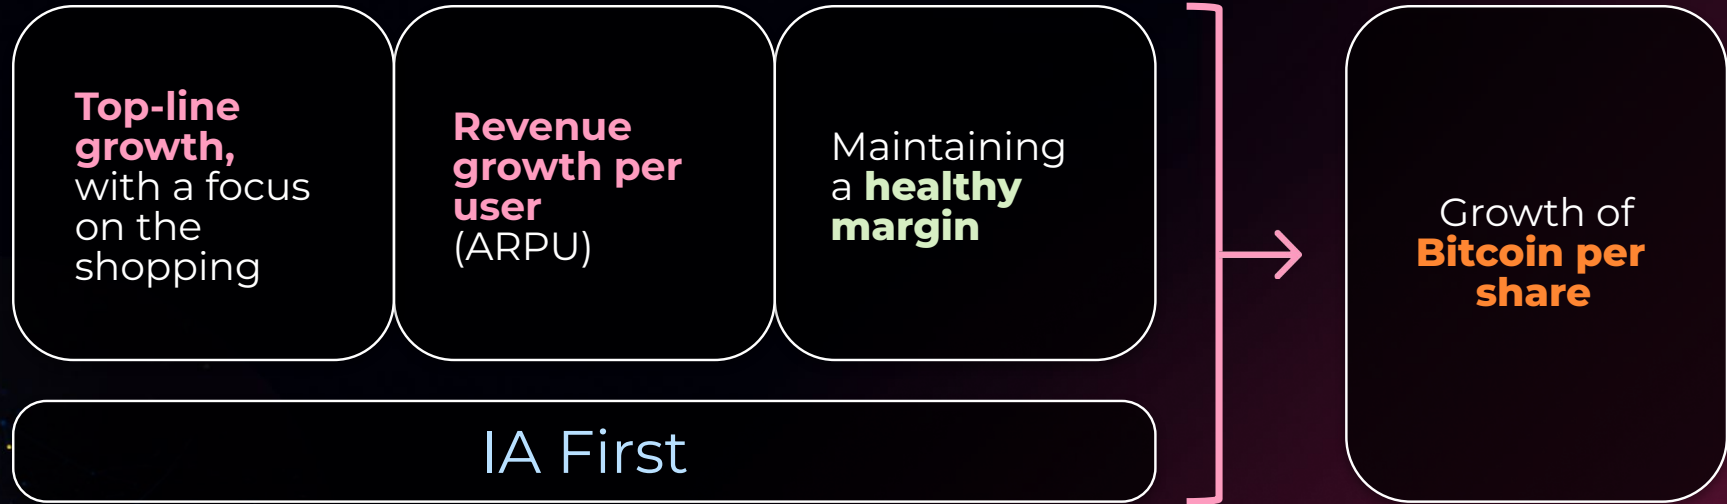 Top-line
growth,
with a focus
on the
shopping
Revenue
growth per
user
(ARPU)
Maintaining
a healthy
margin
IA First
Growth of
Bitcoin per
share